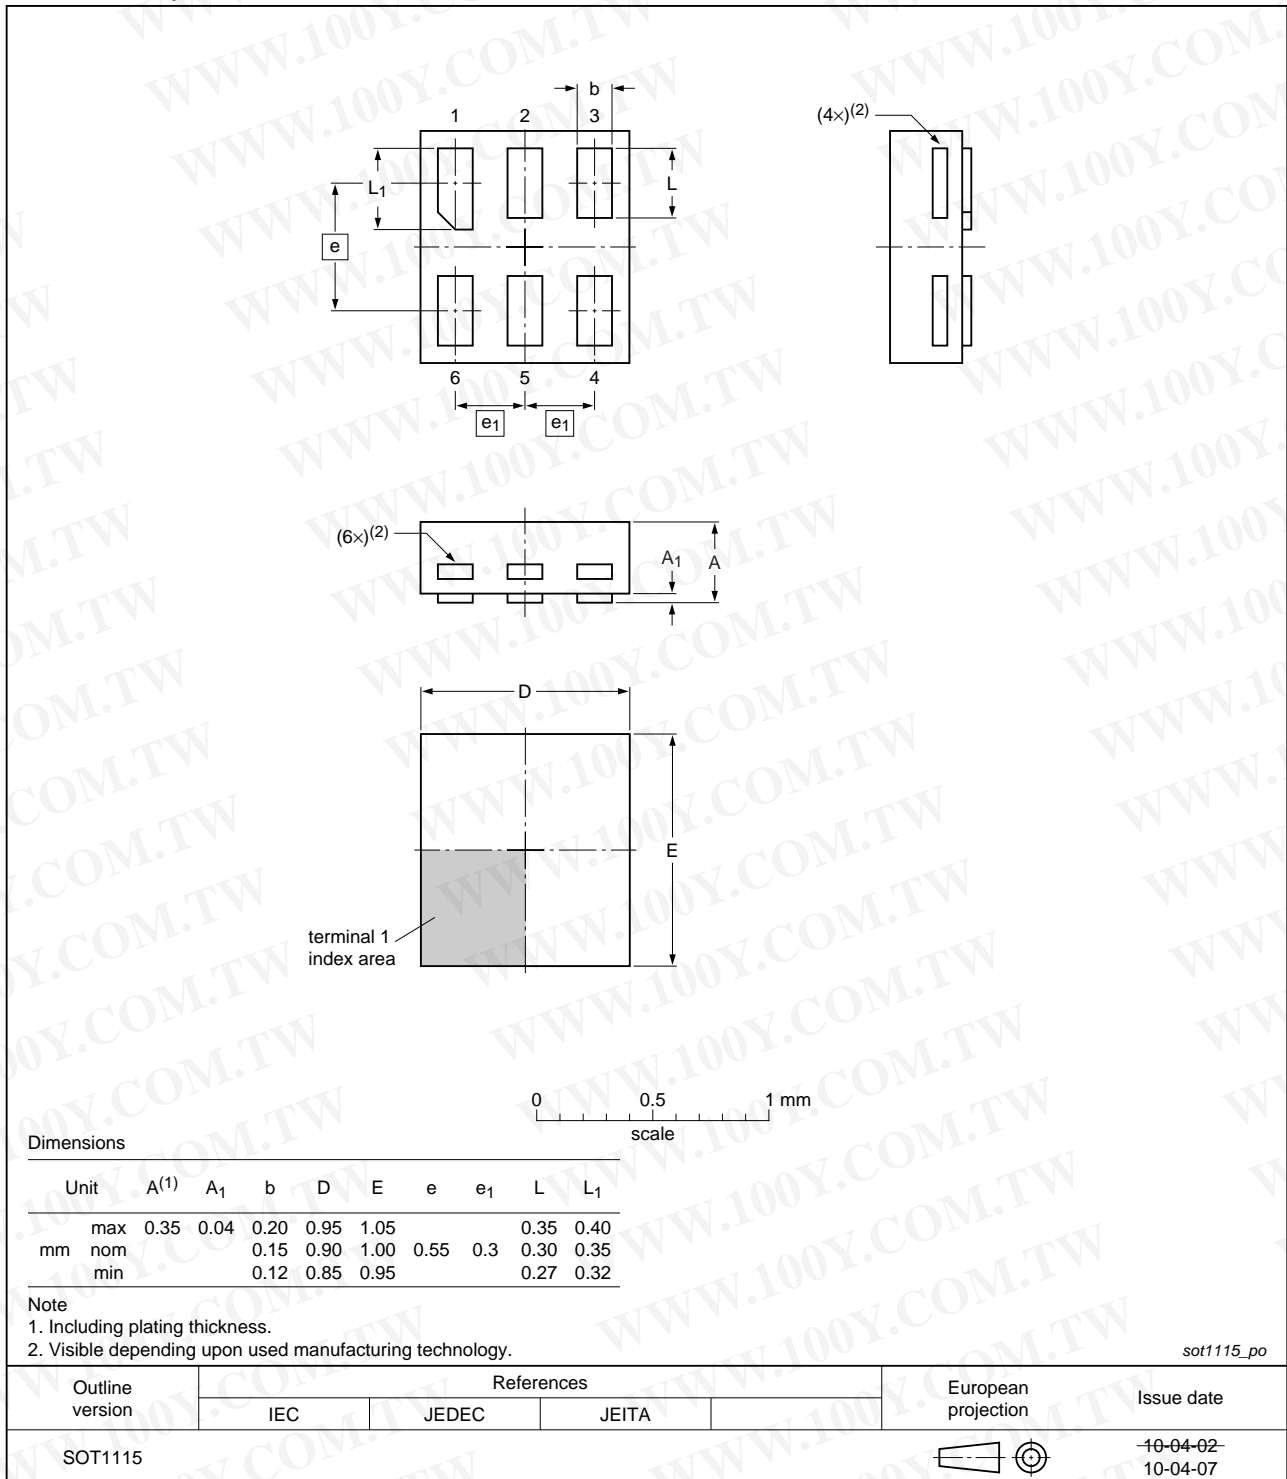 b
1 2 3
(4×)(2)
L1
L
e
6 5 4
e1 e1
(6×)(2)
A1 A
D
E
terminal 1
index area
0 0.5 1 mm
scale
Dimensions
Unit A(1) A1 b D E e e1 L L1
max 0.35 0.04 0.20 0.95 1.05 0.35 0.40
mm nom 0.15 0.90 1.00 0.55 0.3 0.30 0.35
min 0.12 0.85 0.95 0.27 0.32
Note
1. Including plating thickness.
2. Visible depending upon used manufacturing technology.
sot1115_po
Outline version References European projection Issue date
IEC JEDEC JEITA
SOT1115 10-04-02
10-04-07
WWW.100Y.COM.TW